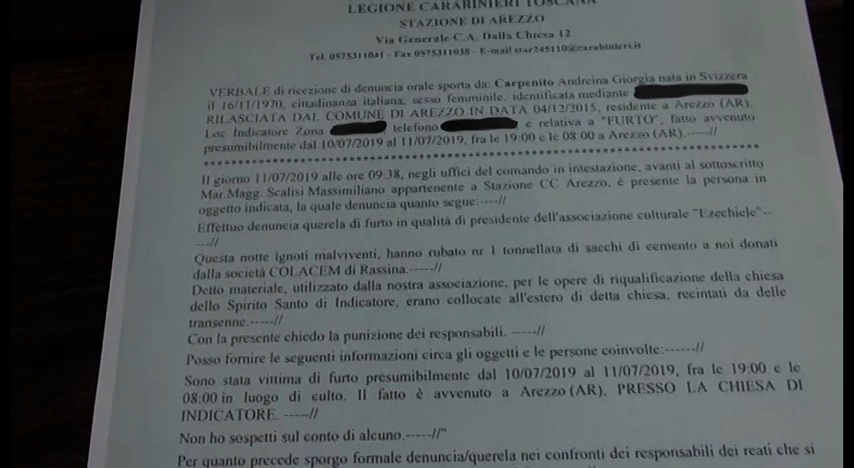 LEGIONE CARABINIERI TOSCANA
STAZIONE DI AREZZO
Via Generale C.A. Dalla Chiesa 12
Tel. 0575311041 - Fax 0575311038 - E-mail star245110@carabinieri.it
VERBALE di ricezione di denuncia orale sporta da: Carpenito Andreina Giorgia nata in Svizzera
il 16/11/1970, cittadinanza italiana, sesso femminile, identificata mediante
RILASCIATA DAL COMUNE DI AREZZO IN DATA 04/12/2015, residente a Arezzo (AR),
Loc Indicatore Zona , telefono e relativa a "FURTO", fatto avvenuto
presumibilmente dal 10/07/2019 al 11/07/2019, fra le 19:00 e le 08:00 a Arezzo (AR).-----//
Il giorno 11/07/2019 alle ore 09:38, negli uffici del comando in intestazione, avanti al sottoscritto
Mar.Magg. Scalisi Massimiliano appartenente a Stazione CC Arezzo, è presente la persona in
oggetto indicata, la quale denuncia quanto segue:----//
Effettuo denuncia querela di furto in qualità di presidente dell'associazione culturale "Ezechiele"--
---//
Questa notte ignoti malviventi, hanno rubato nr 1 tonnellata di sacchi di cemento a noi donati
dalla società COLACEM di Rassina.-----//
Detto materiale, utilizzato dalla nostra associazione, per le opere di riqualificazione della chiesa
dello Spirito Santo di Indicatore, erano collocate all'estero di detta chiesa, recintati da delle
transenne.-----//
Con la presente chiedo la punizione dei responsabili. -----//
Posso fornire le seguenti informazioni circa gli oggetti e le persone coinvolte:------//
Sono stata vittima di furto presumibilmente dal 10/07/2019 al 11/07/2019, fra le 19:00 e le
08:00 in luogo di culto. Il fatto è avvenuto a Arezzo (AR), PRESSO LA CHIESA DI
INDICATORE. -----//
Non ho sospetti sul conto di alcuno.-----//"
Per quanto precede sporgo formale denuncia/querela nei confronti dei responsabili dei reati che si